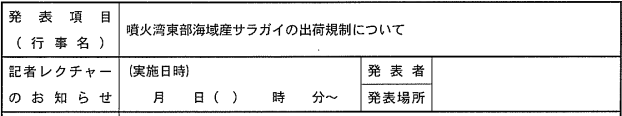 発表項目
(行事名)
噴火湾東部海域産サラガイの出荷規制について
記者レクチャー
のお知らせ
(実施日時)
月 日( ) 時 分～
発表者
発表場所